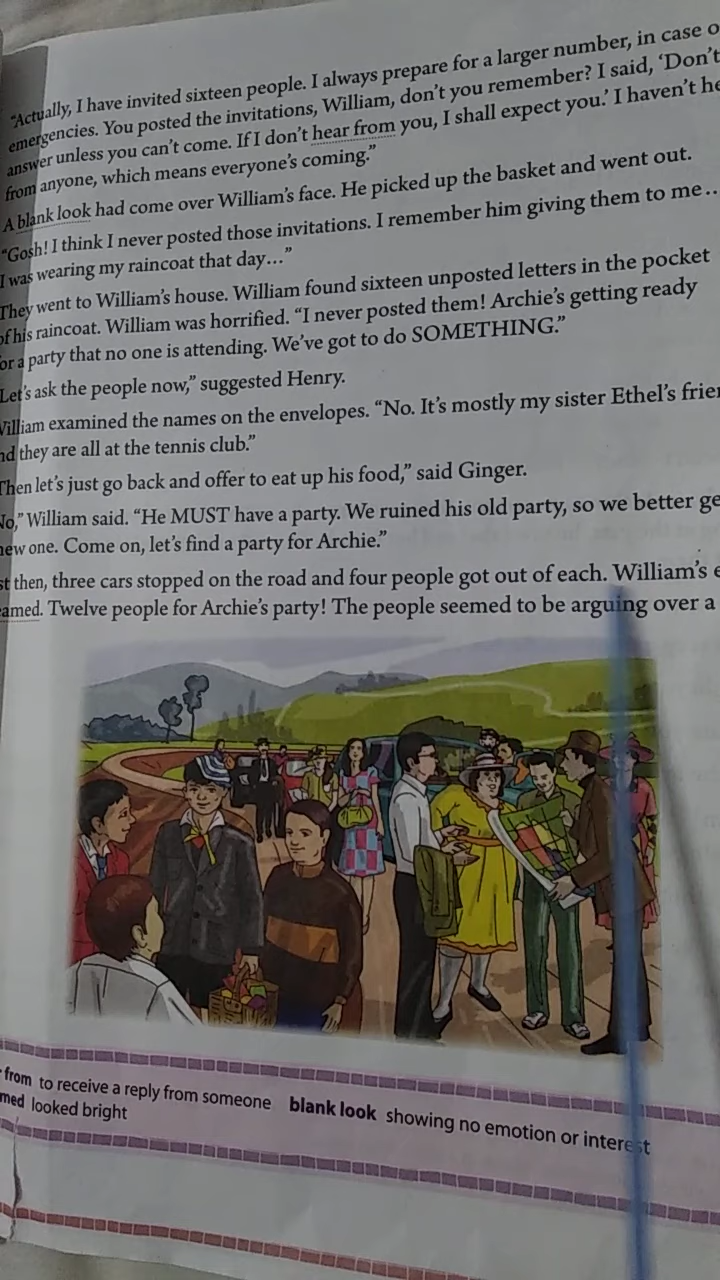 "Actually, I have invited sixteen people. I always prepare for a larger number, in case
emergencies. You posted the invitations, William, don't you remember? I said, 'Don't
answer unless you can't come. If I don't hear from you, I shall expect you.' I haven't
from anyone, which means everyone's coming."
A blank look had come over William's face. He picked up the basket and went out.
"Gosh! I think I never posted those invitations. I remember him giving them to me…
I was wearing my raincoat that day…"
They went to William's house. William found sixteen unposted letters in the pocket
of his raincoat. William was horrified. "I never posted them! Archie's getting ready
or a party that no one is attending. We've got to do SOMETHING."
Let's ask the people now," suggested Henry.
William examined the names on the envelopes. "No. It's mostly my sister Ethel's
nd they are all at the tennis club."
Then let's just go back and offer to eat up his food," said Ginger.
No," William said. "He MUST have a party. We ruined his old party, so we better
new one. Come on, let's find a party for Archie."
st then, three cars stopped on the road and four people got out of each. William's
eamed. Twelve people for Archie's party! The people seemed to be arguing over a
from to receive a reply from someone blank look showing no emotion or interest
med looked bright